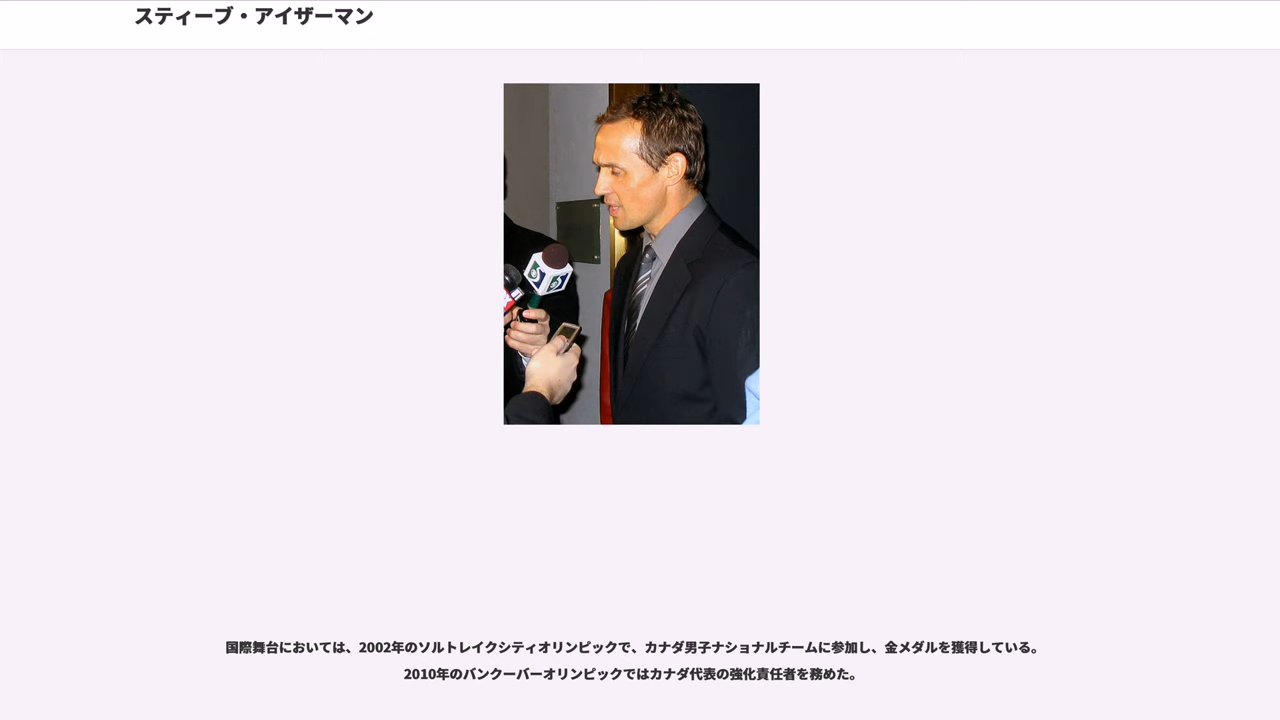 スティーブ・アイザーマン
国際舞台においては、2002年のソルトレイクシティオリンピックで、カナダ男子ナショナルチームに参加し、金メダルを獲得している。
2010年のバンクーバーオリンピックではカナダ代表の強化責任者を務めた。